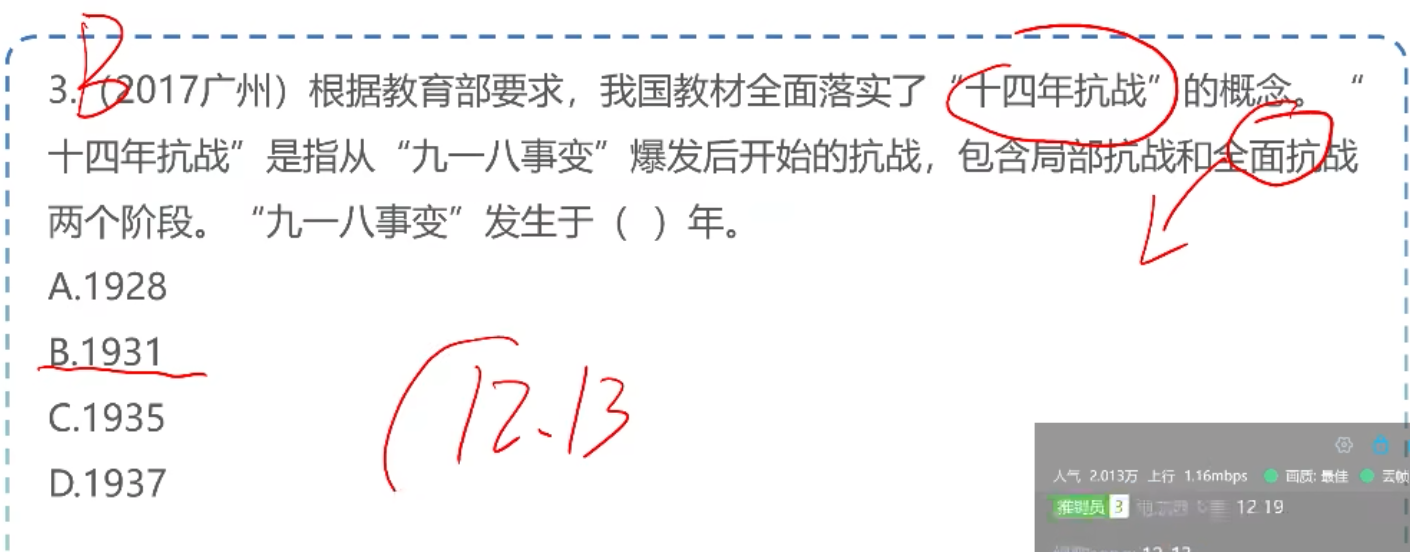 B
3.（2017广州）根据教育部要求，我国教材全面落实了“十四年抗战”的概念。“
十四年抗战”是指从“九一八事变”爆发后开始的抗战，包含局部抗战和全面抗战
两个阶段。“九一八事变”发生于（ ）年。
A.1928
B.1931
C.1935
D.1937
12.13
人气 2.013万 上行 1.16mbps 画质: 最佳 丢帧
推制员 3 12.19
12.13